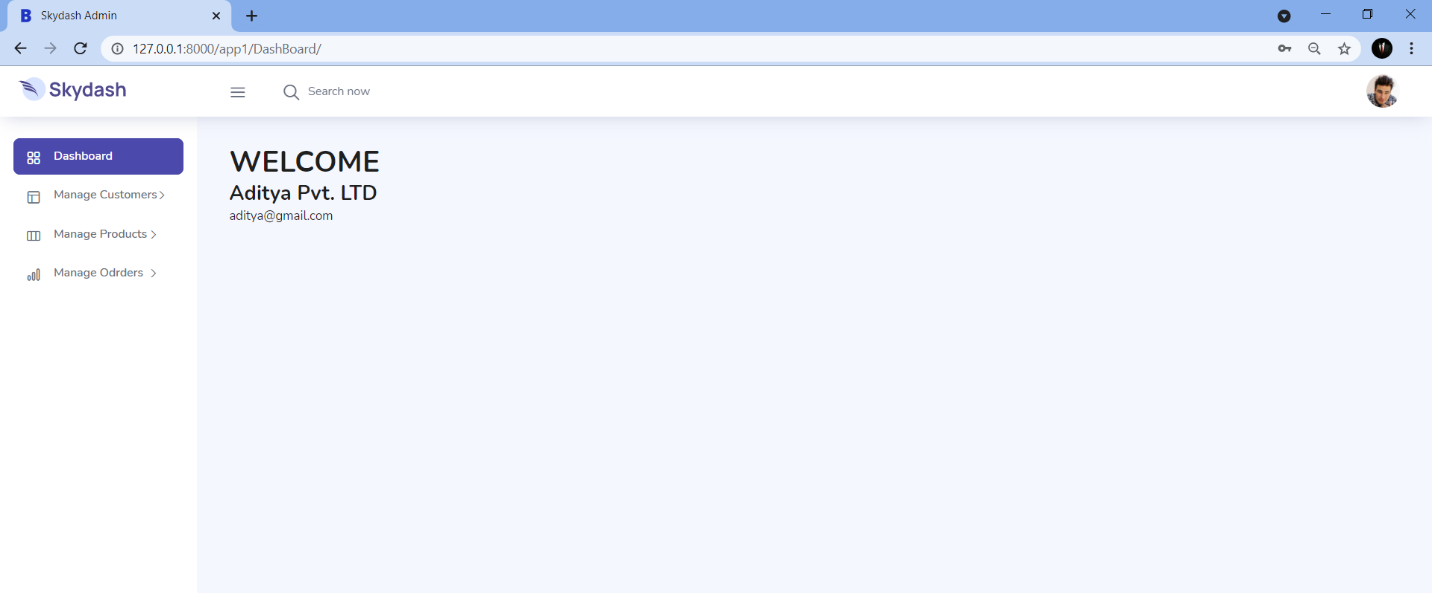 B Skydash Admin
127.0.0.1:8000/app1/DashBoard/
Skydash
Search now
Dashboard
WELCOME
Aditya Pvt. LTD
Manage Customers
aditya@gmail.com
Manage Products
Manage Odrders